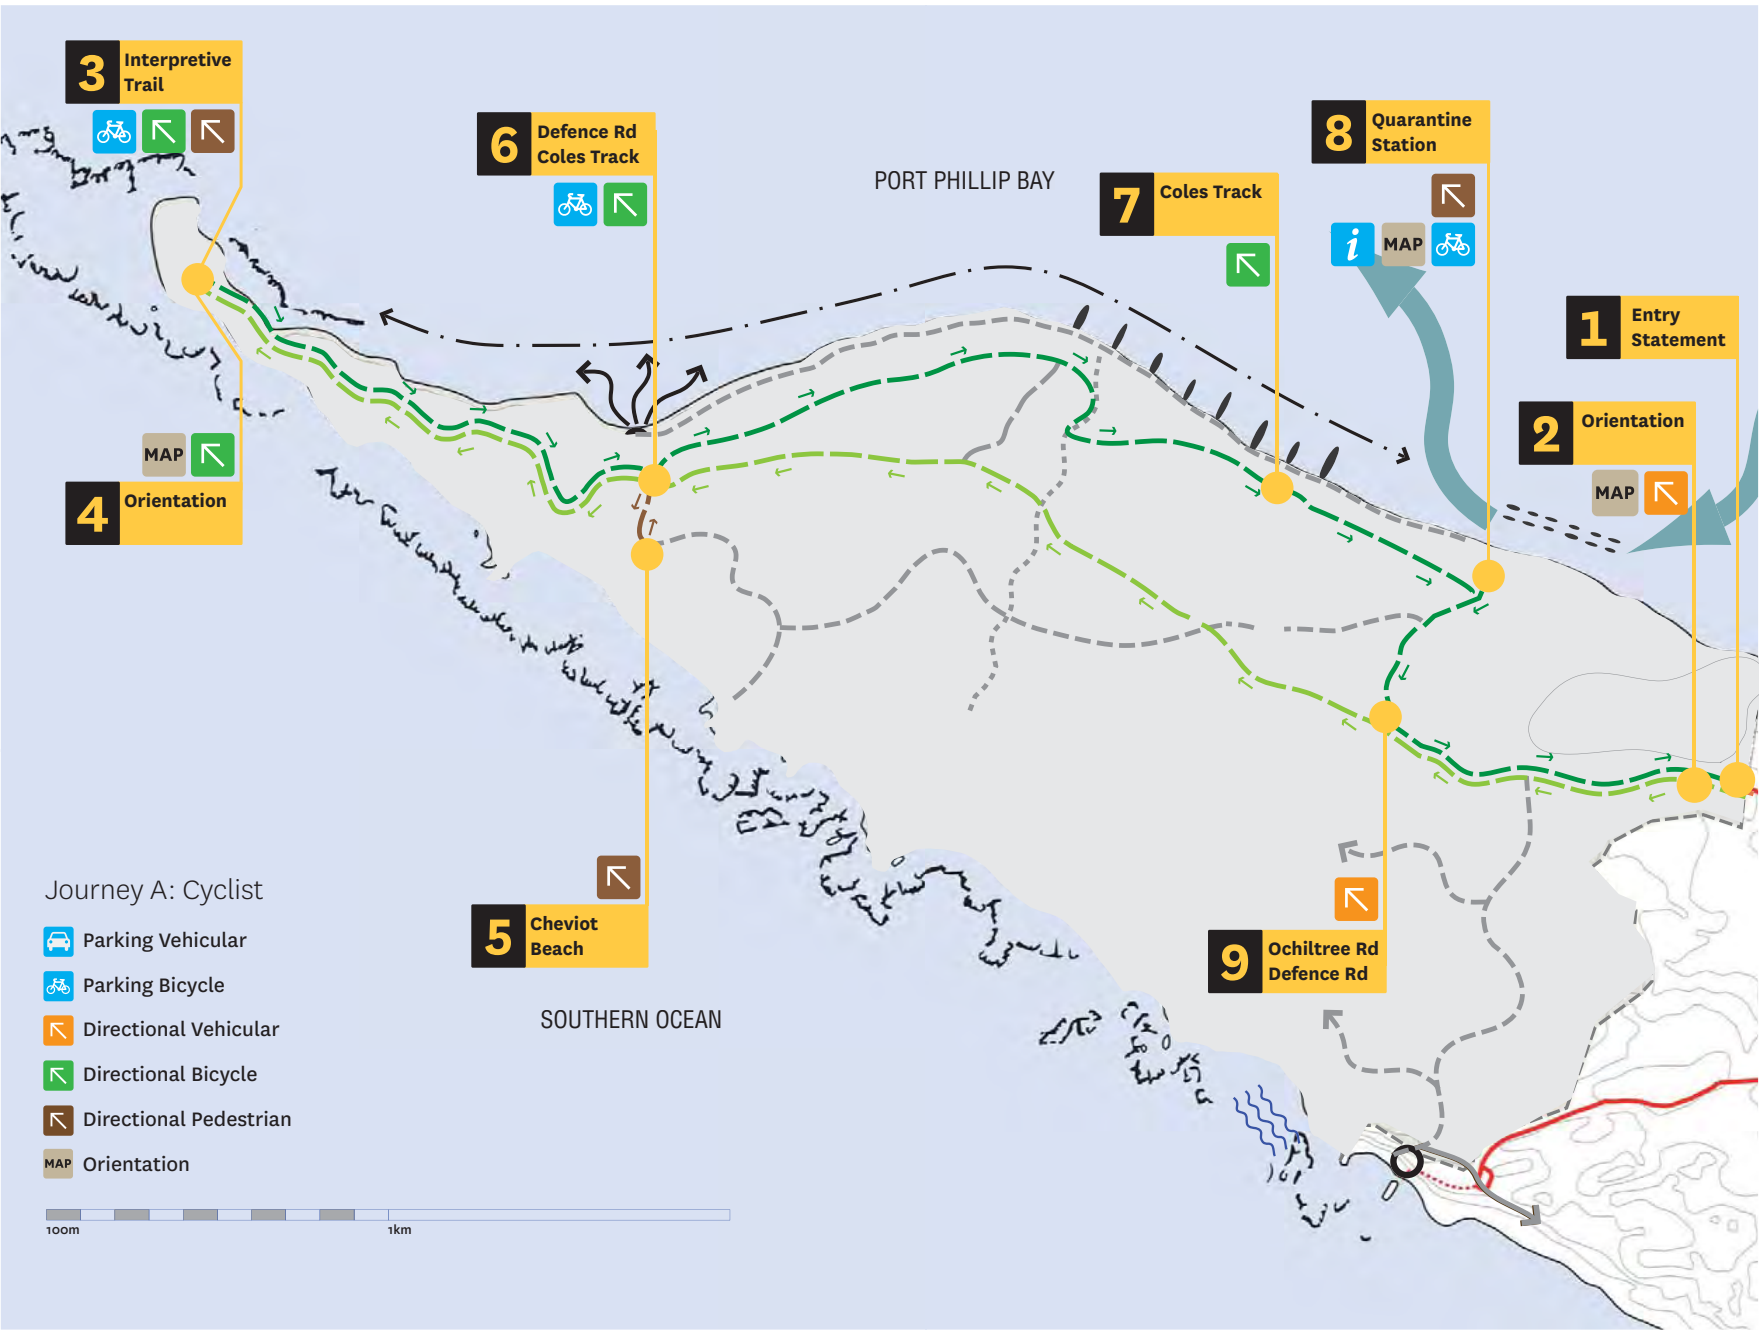 3
Interpretive
Trail
6
Defence Rd
Coles Track
PORT PHILLIP BAY
7
Coles Track
8
Quarantine
Station
i
MAP
1
Entry
Statement
2
Orientation
MAP
MAP
4
Orientation
5
Cheviot
Beach
9
Ochiltree Rd
Defence Rd
SOUTHERN OCEAN
Journey A: Cyclist
Parking Vehicular
Parking Bicycle
Directional Vehicular
Directional Bicycle
Directional Pedestrian
MAP Orientation
100m 1km